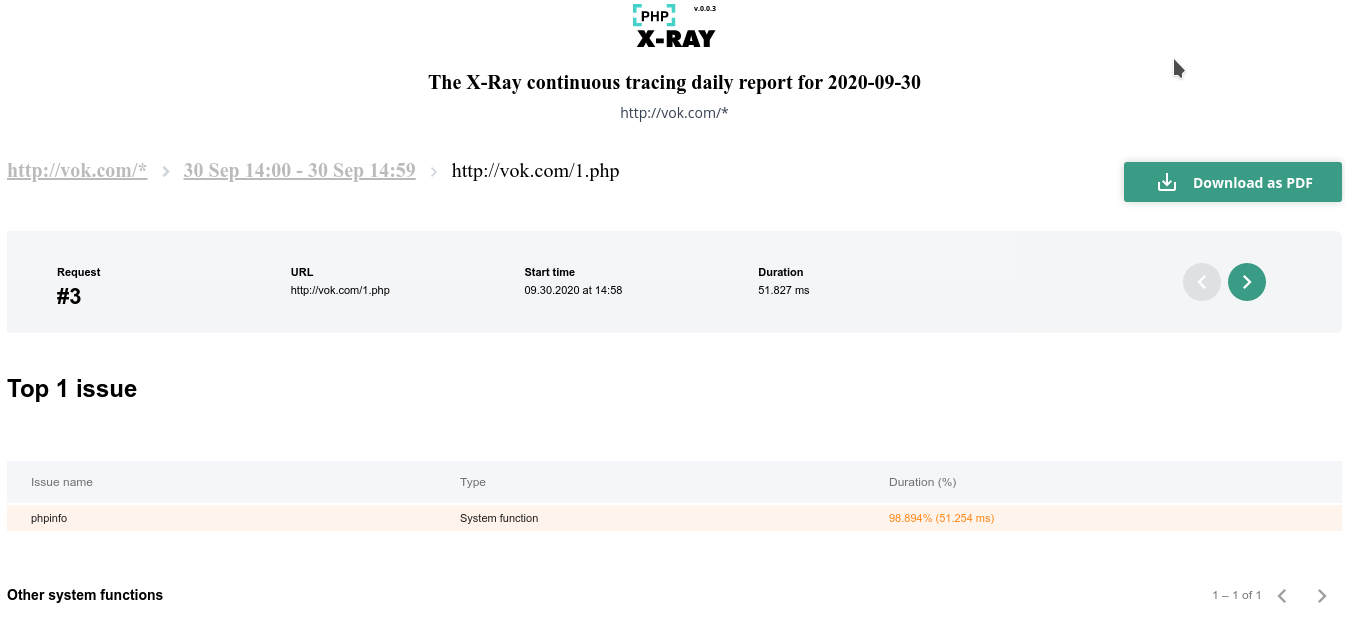 PHP v.0.0.3
X-RAY
The X-Ray continuous tracing daily report for 2020-09-30
http://vok.com/*
http://vok.com/* › 30 Sep 14:00 - 30 Sep 14:59 › http://vok.com/1.php
Download as PDF
Request URL Start time Duration
#3 http://vok.com/1.php 09.30.2020 at 14:58 51.827 ms
Top 1 issue
Issue name Type Duration (%)
phpinfo System function 98.894% (51.254 ms)
Other system functions 1 – 1 of 1